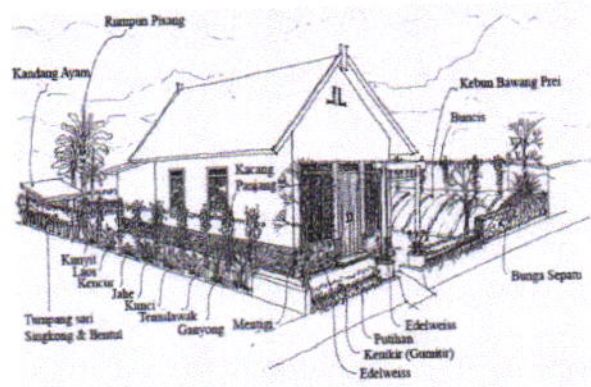 Rumpun Pisang
Kandang Ayam
Kebun Bawang Prei
Buncis
Kacang
Panjang
Kunyit
Laos
Kencur
Jahe
Kunci
Temulawak
Ganyong
Bunga Sepatu
Tumpang sari
Singkong & Bentul
Edelweiss
Putihan
Kenikir (Gumitir)
Edelweiss